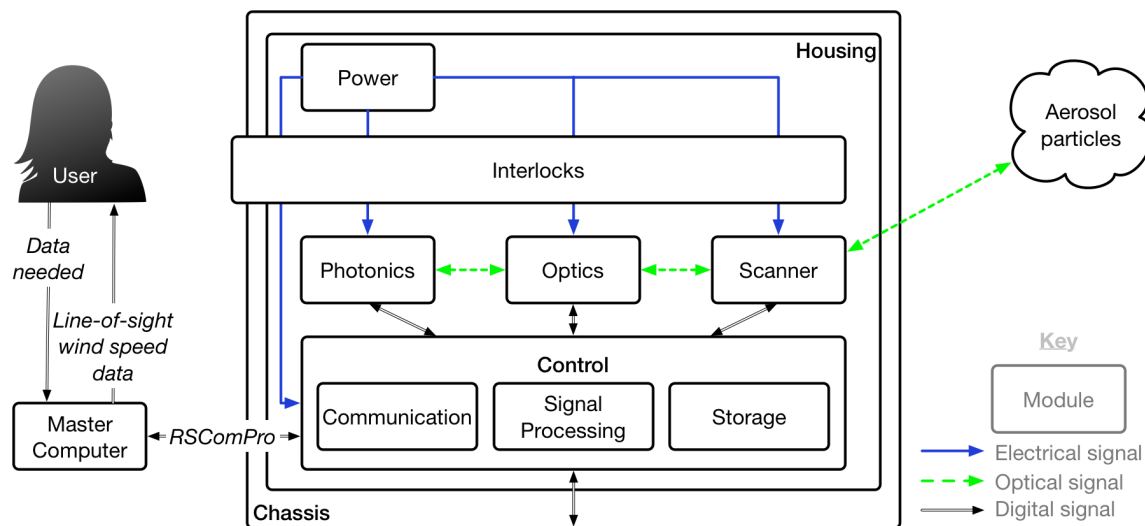 Housing
Power
Aerosol
particles
Interlocks
User
Data
needed
Photonics
Optics
Scanner
Line-of-sight
wind speed
data
Key
Control
Module
Communication
Signal
Processing
Storage
Master
Computer
RSComPro
Electrical signal
Optical signal
Digital signal
Chassis